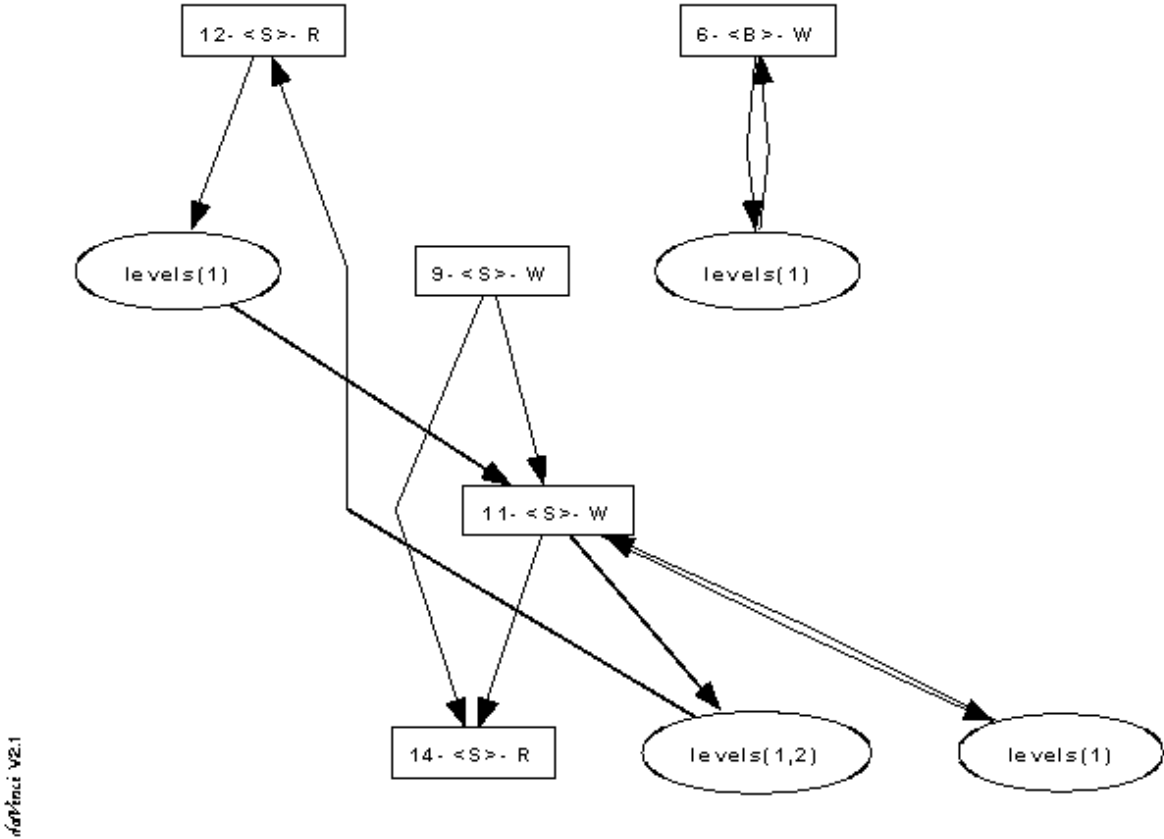 12- <S>- R
6- <B>- W
levels(1)
9- <S>- W
levels(1)
11- <S>- W
14- <S>- R
levels(1,2)
levels(1)
daVinci V2.1